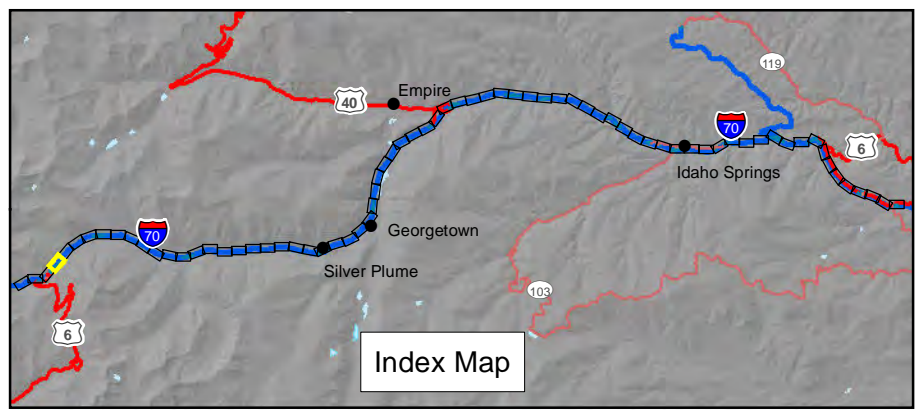 119
Empire
40
70
6
Idaho Springs
Georgetown
70
Silver Plume
103
6
Index Map